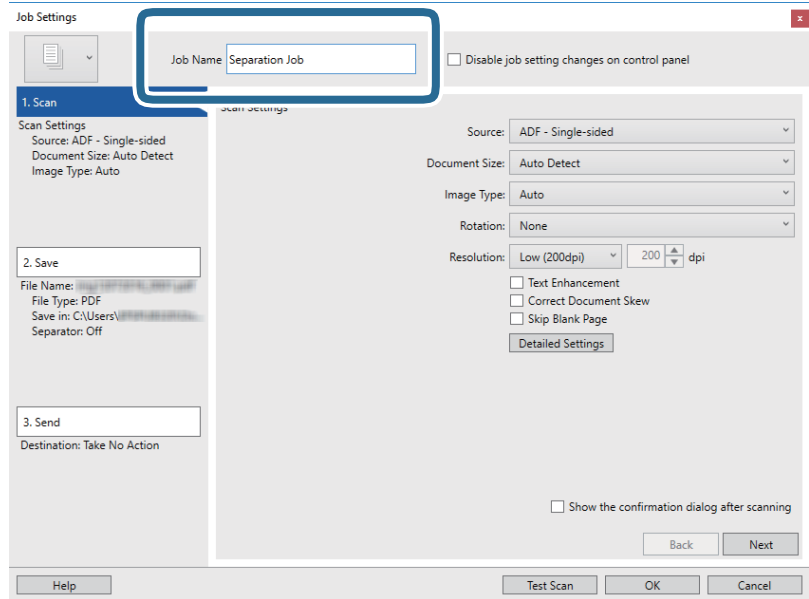 Job Settings
x
Job Name Separation Job
Disable job setting changes on control panel
1. Scan
Scan Settings
Source: ADF - Single-sided
Document Size: Auto Detect
Image Type: Auto
2. Save
File Name:
File Type: PDF
Save in: C:\Users\
Separator: Off
3. Send
Destination: Take No Action
Scan Settings
Source: ADF - Single-sided
Document Size: Auto Detect
Image Type: Auto
Rotation: None
Resolution: Low (200dpi) 200 dpi
Text Enhancement
Correct Document Skew
Skip Blank Page
Detailed Settings
Show the confirmation dialog after scanning
Back Next
Help Test Scan OK Cancel